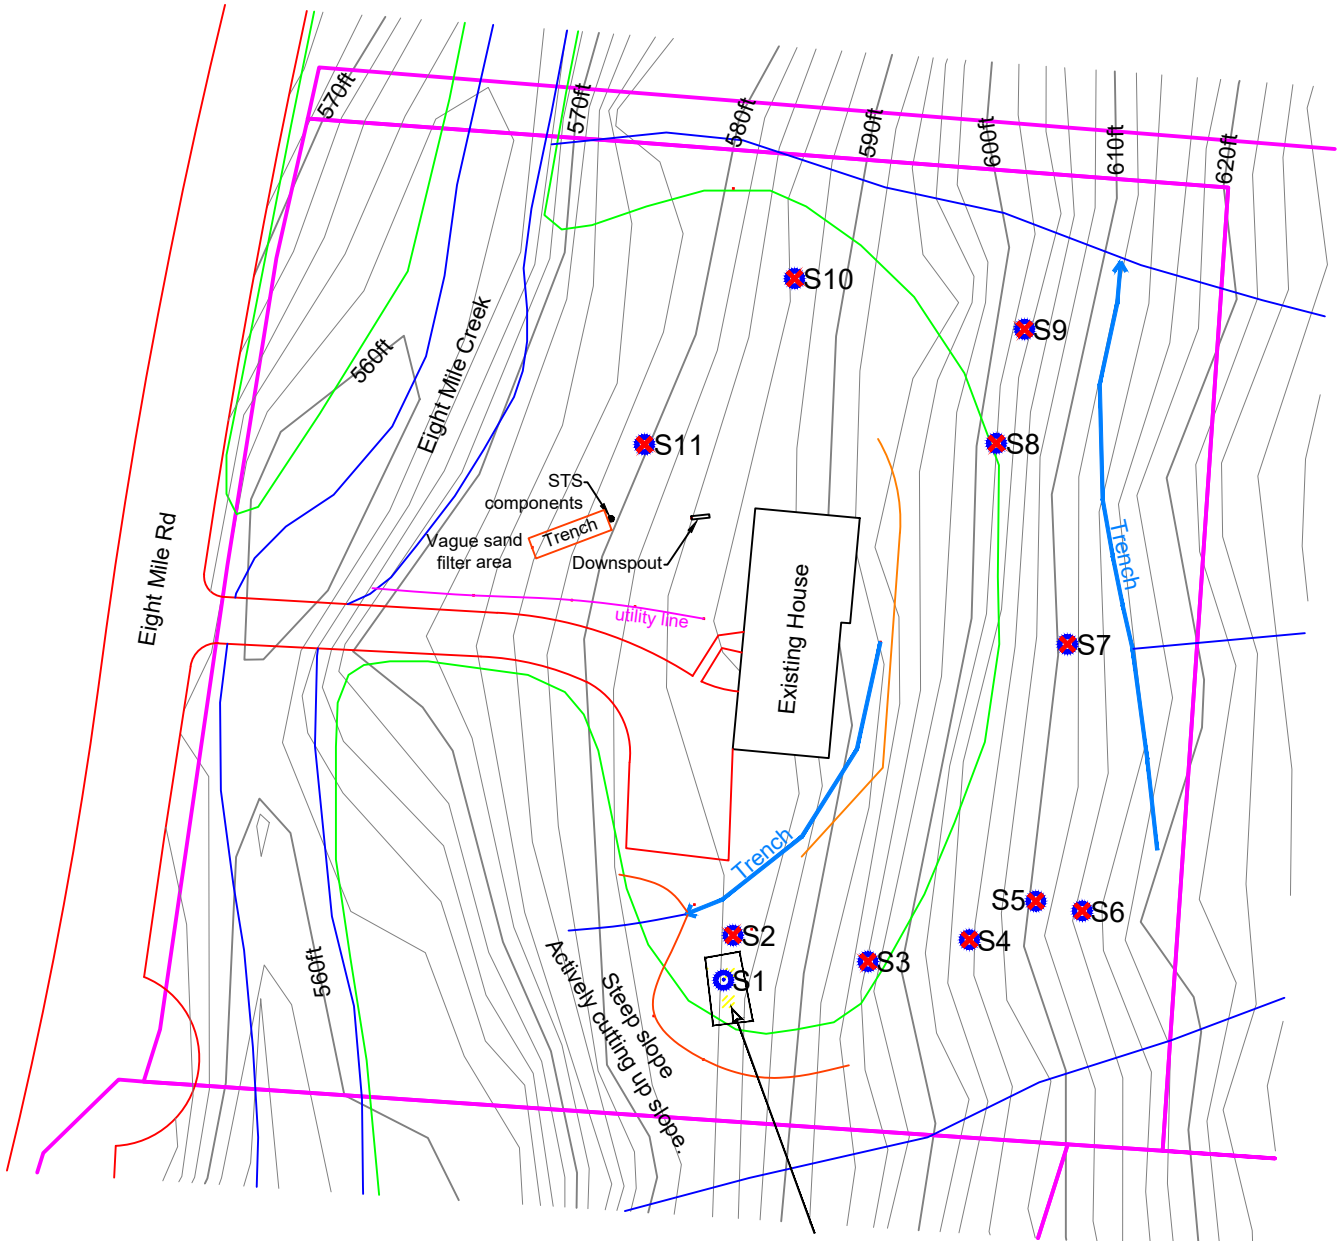 570ft
570ft
580ft
590ft
600ft
610ft
620ft
S10
S9
560ft
Eight Mile Creek
S11
S8
STS
components
Trench
Vague sand
filter area
Downspout
Trench
Eight Mile Rd
utility line
Existing House
S7
Trench
S5
S6
S2
S4
S3
560ft
S1
Steep slope
Actively cutting up slope.